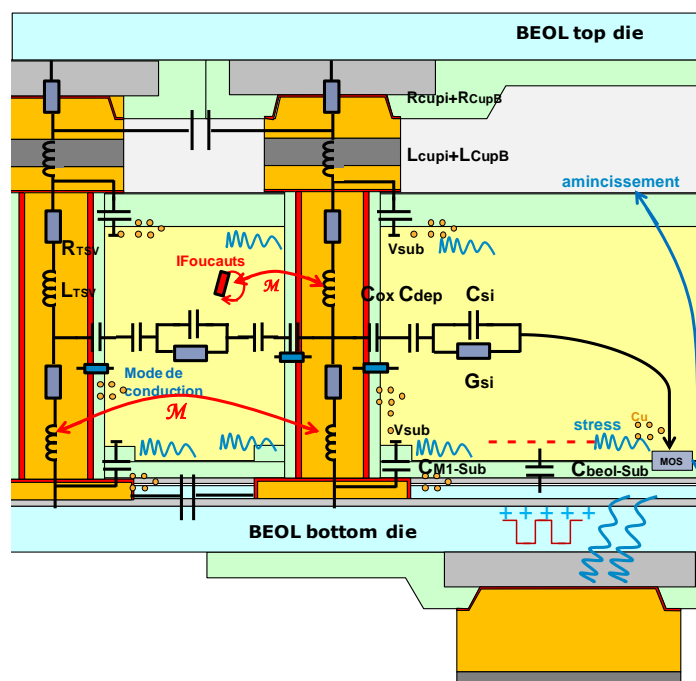 BEOL top die
Rcupi+RCupB
Lcupi+LCupB
amincissement
RTSV
Vsub
IFoucauts
M
LTSV
Cox Cdep
Csi
Mode de
conduction
Gsi
M
Cu
stress
Vsub
MOS
CM1-Sub
Cbeol-Sub
+ + + + +
BEOL bottom die